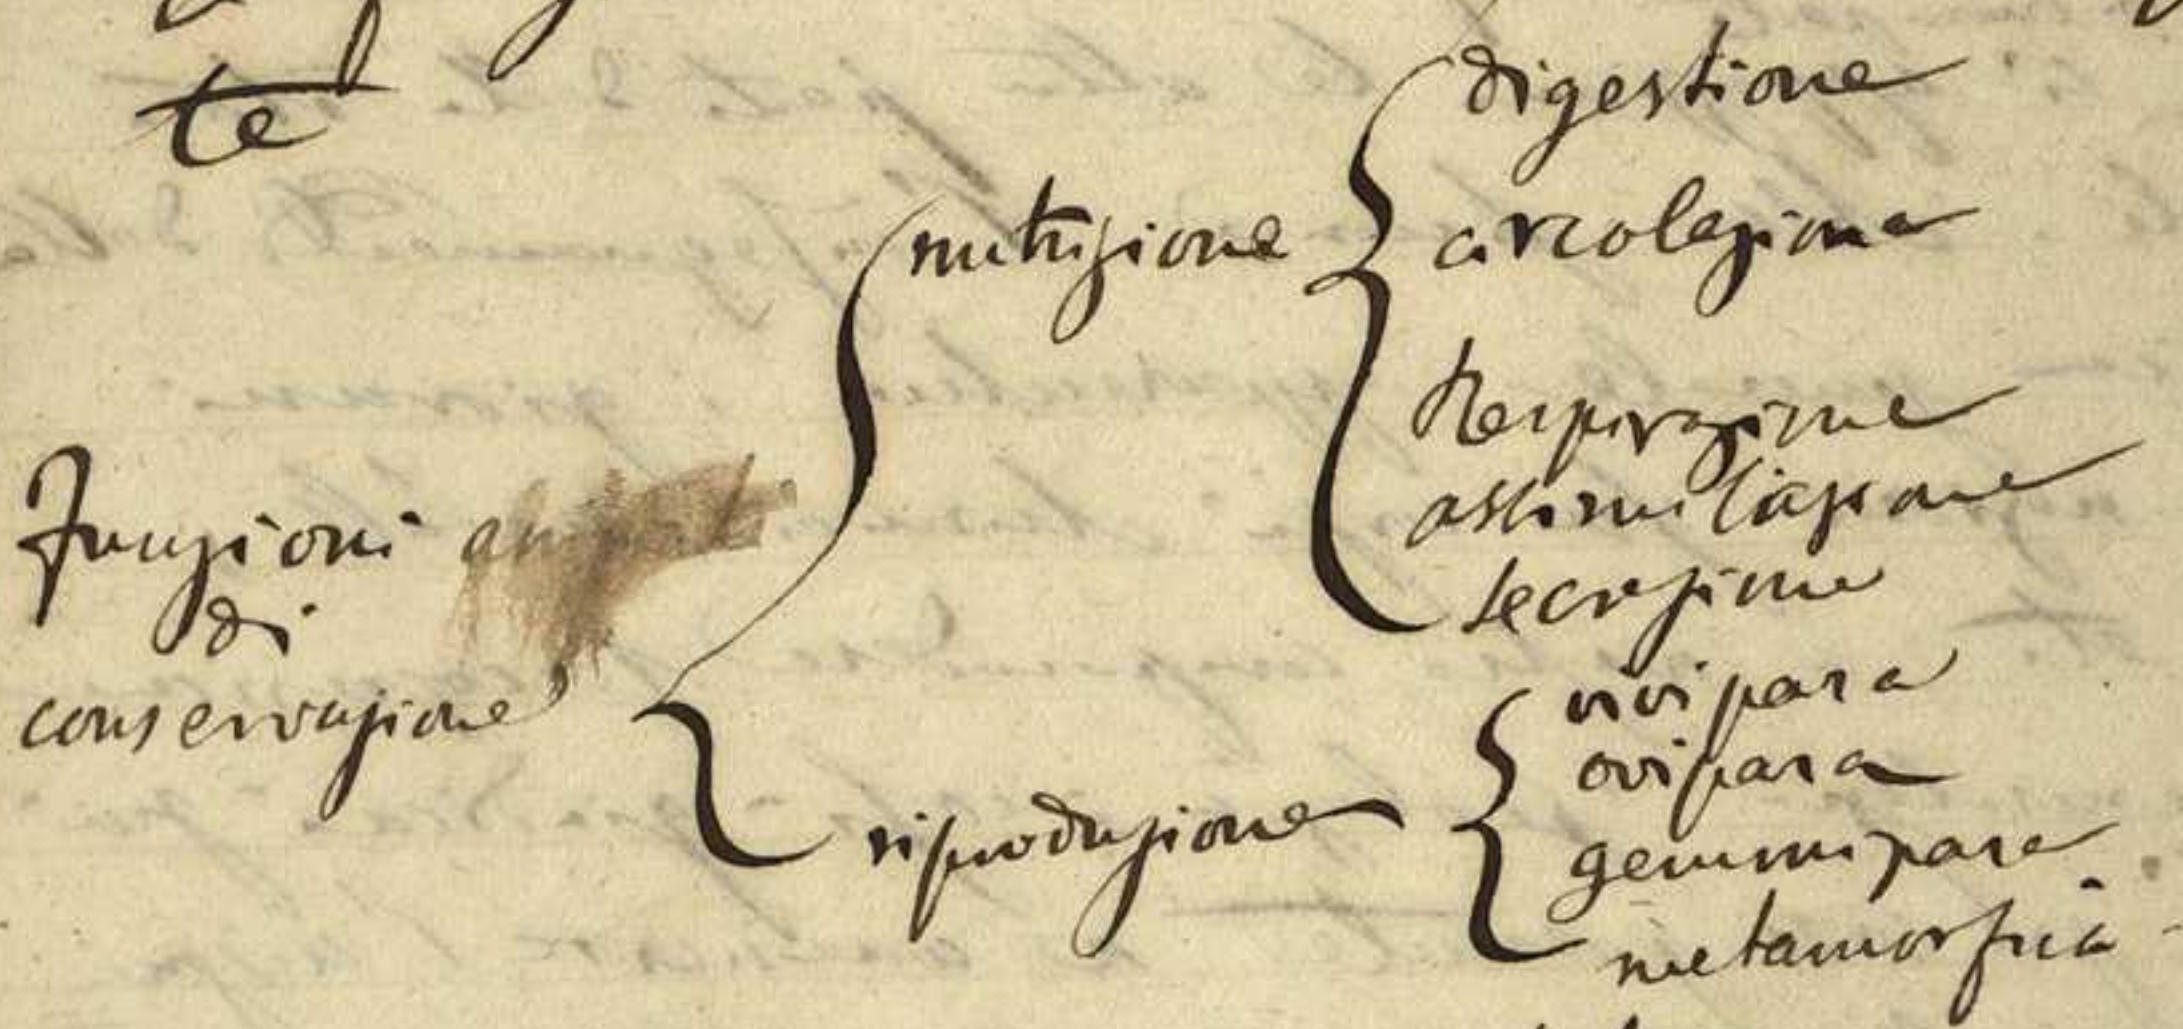 te
digestione
nutrizione
circolazione
Respirazione
assimilazione
secrezione
Funzioni
di
conservazione
vivipara
ovipara
riproduzione
gemmipara
metamorfica